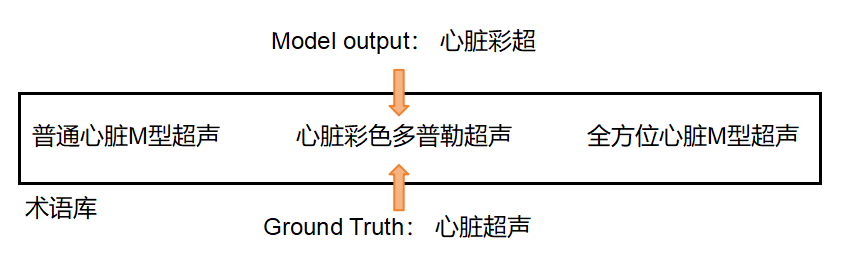 Model output： 心脏彩超
普通心脏M型超声 心脏彩色多普勒超声 全方位心脏M型超声
术语库
Ground Truth： 心脏超声